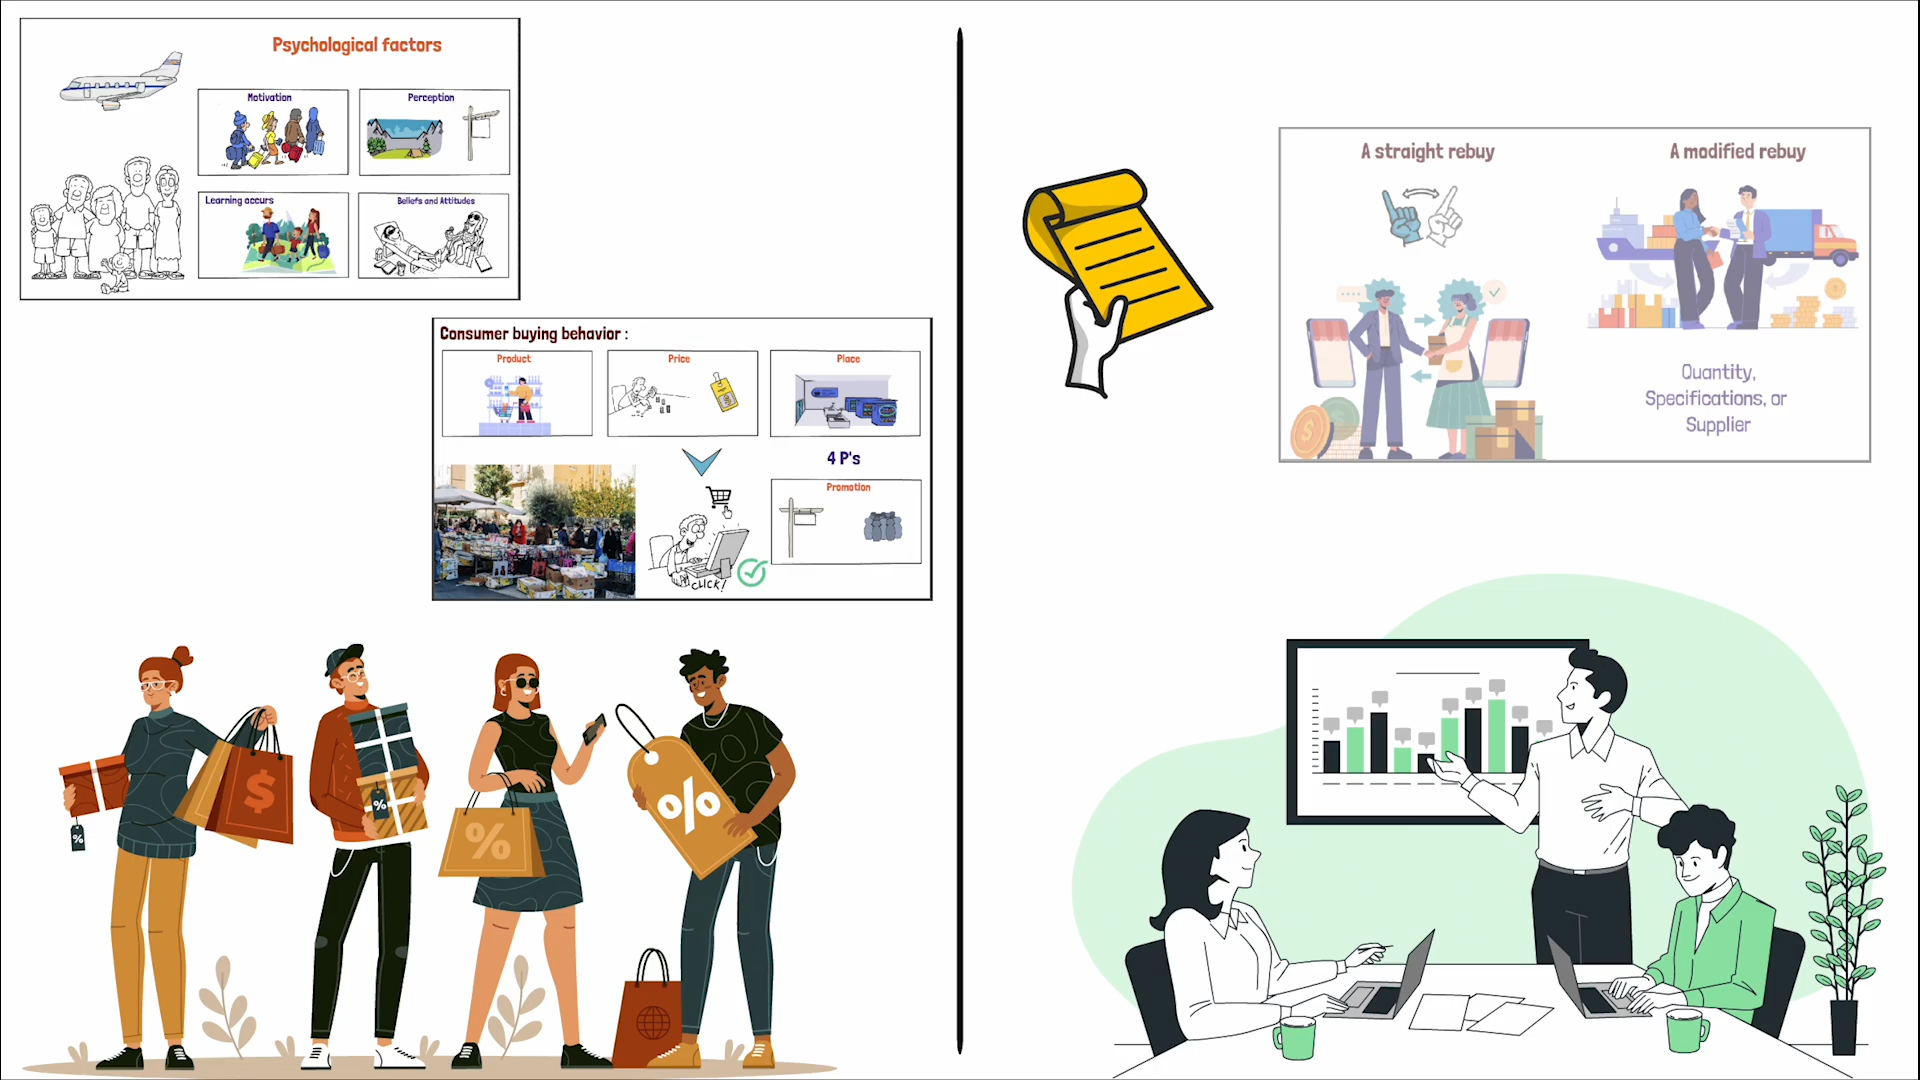 Psychological factors
Motivation
Perception
Learning occurs
Beliefs and Attitudes
Consumer buying behavior :
Product
Price
Place
4 P's
Promotion
CLICK!
$
%
%
%
%
A straight rebuy
A modified rebuy
Quantity,
Specifications, or
Supplier